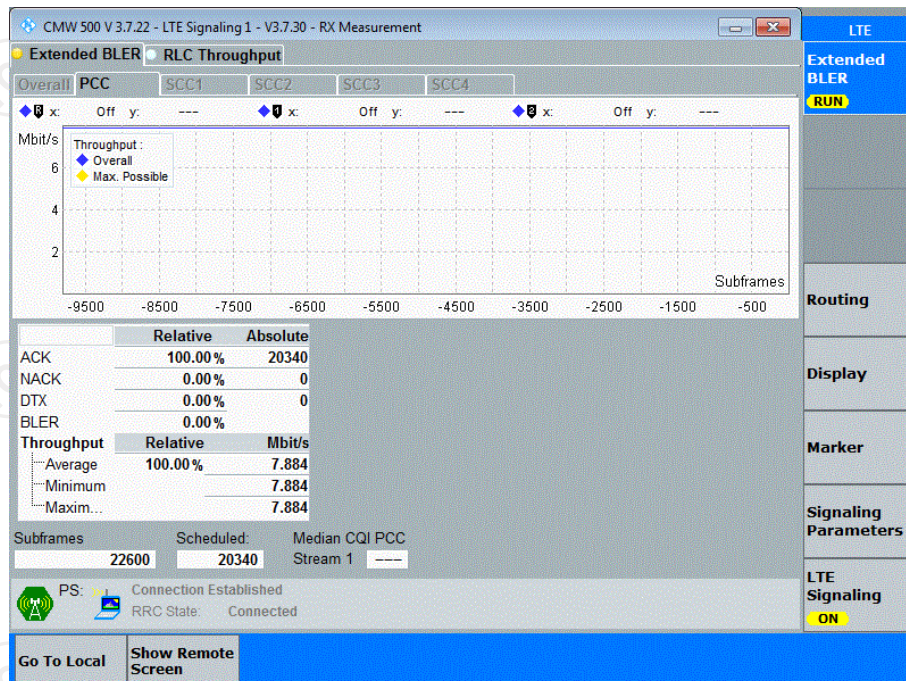 CMW 500 V 3.7.22 - LTE Signaling 1 - V3.7.30 - RX Measurement
LTE
Extended BLER RLC Throughput
Extended BLER
RUN
Overall PCC SCC1 SCC2 SCC3 SCC4
R x: Off y: --- 1 x: Off y: --- 2 x: Off y: ---
Mbit/s
Throughput :
Overall
Max. Possible
6
4
2
Subframes
-9500 -8500 -7500 -6500 -5500 -4500 -3500 -2500 -1500 -500
Routing
Relative Absolute
ACK 100.00 % 20340
NACK 0.00 % 0
DTX 0.00 % 0
BLER 0.00 %
Throughput Relative Mbit/s
Average 100.00 % 7.884
Minimum 7.884
Maxim... 7.884
Display
Marker
Signaling Parameters
Subframes Scheduled: Median CQI PCC
22600 20340 Stream 1 ---
LTE Signaling
ON
PS: Connection Established
RRC State: Connected
Go To Local
Show Remote Screen